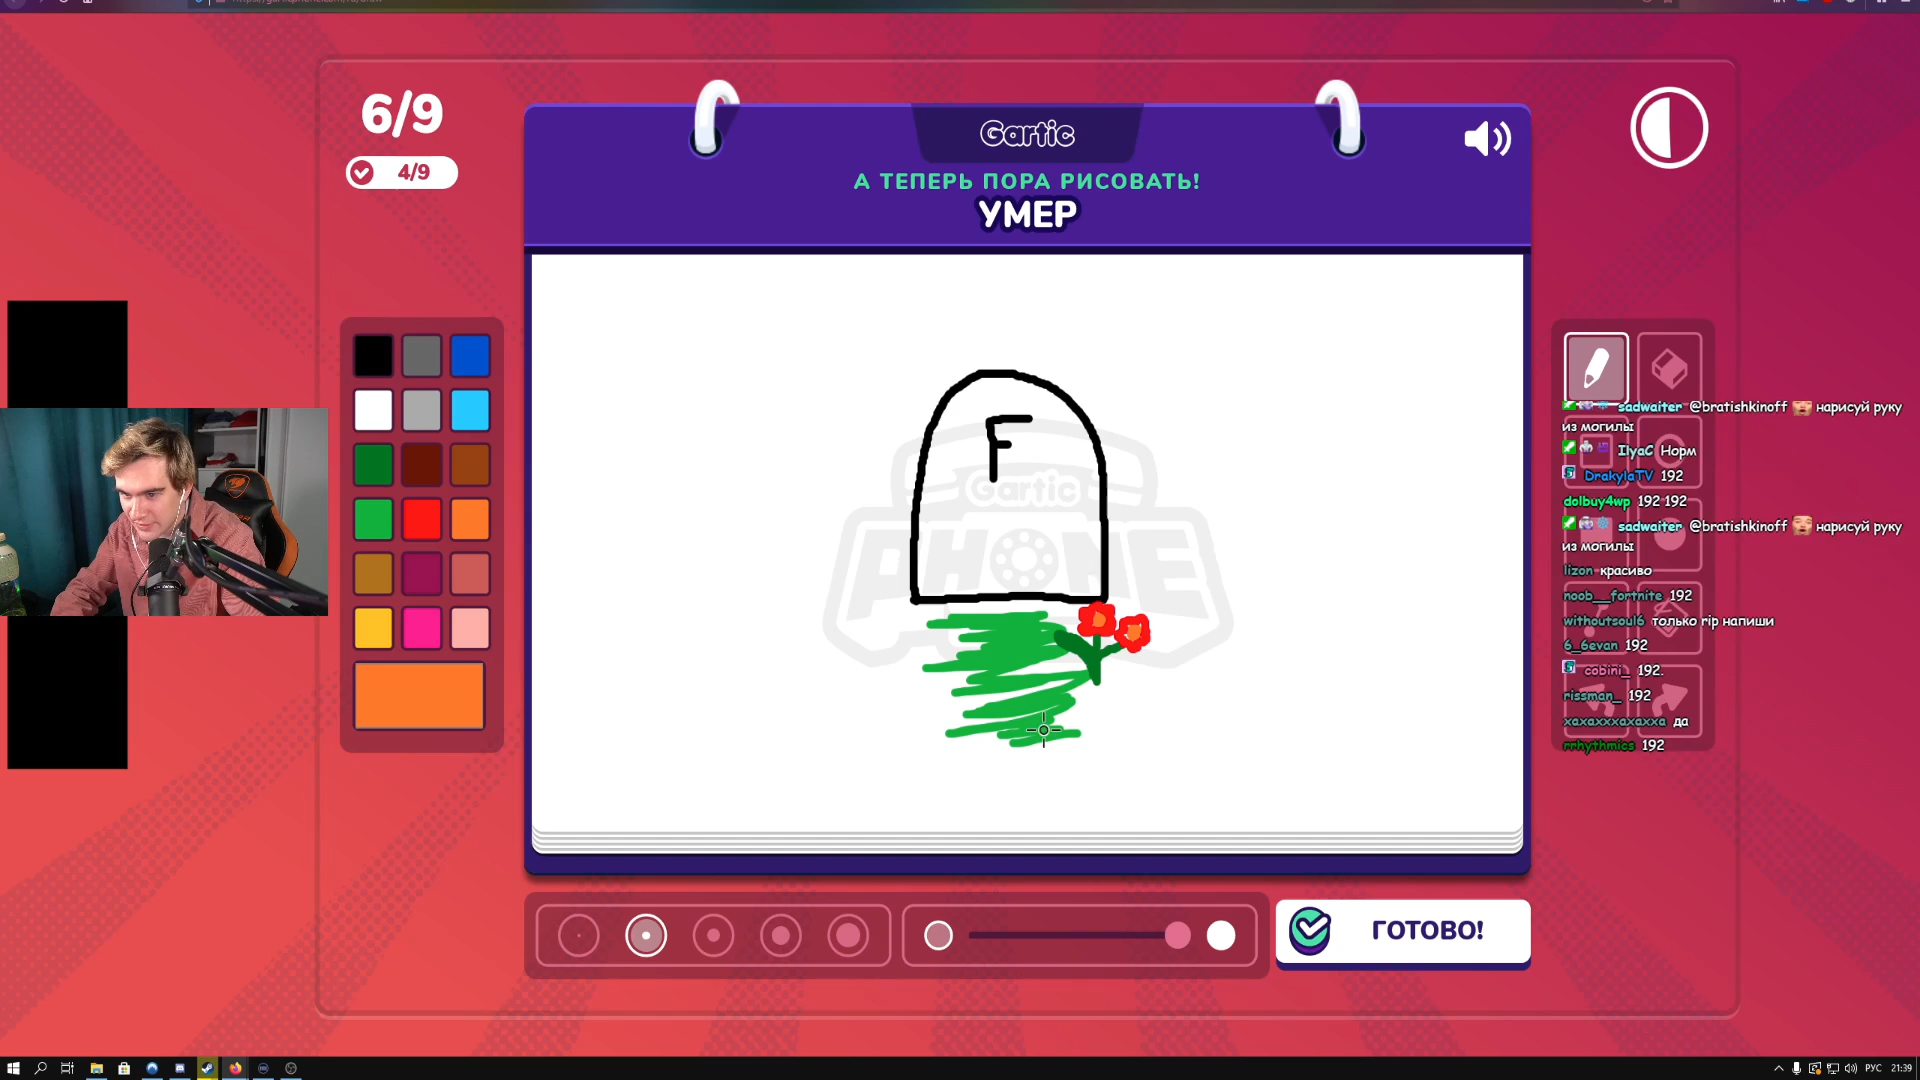 6/9
4/9
Gartic
А ТЕПЕРЬ ПОРА РИСОВАТЬ!
УМЕР
F
Gartic
PHONE
sadwaiter @bratishkinoff нарисуй руку
из могилы
IlyaC Норм
DrakylaTV 192
dolbuy4wp 192 192
sadwaiter @bratishkinoff нарисуй руку
из могилы
lizon красиво
noob__fortnite 192
withoutsoul6 только rip напиши
6_6evan 192
cobini_ 192.
rissman_ 192
xaxaxxxaxaxxa да
rrhythmics 192
ГОТОВО!
РУС 21:39